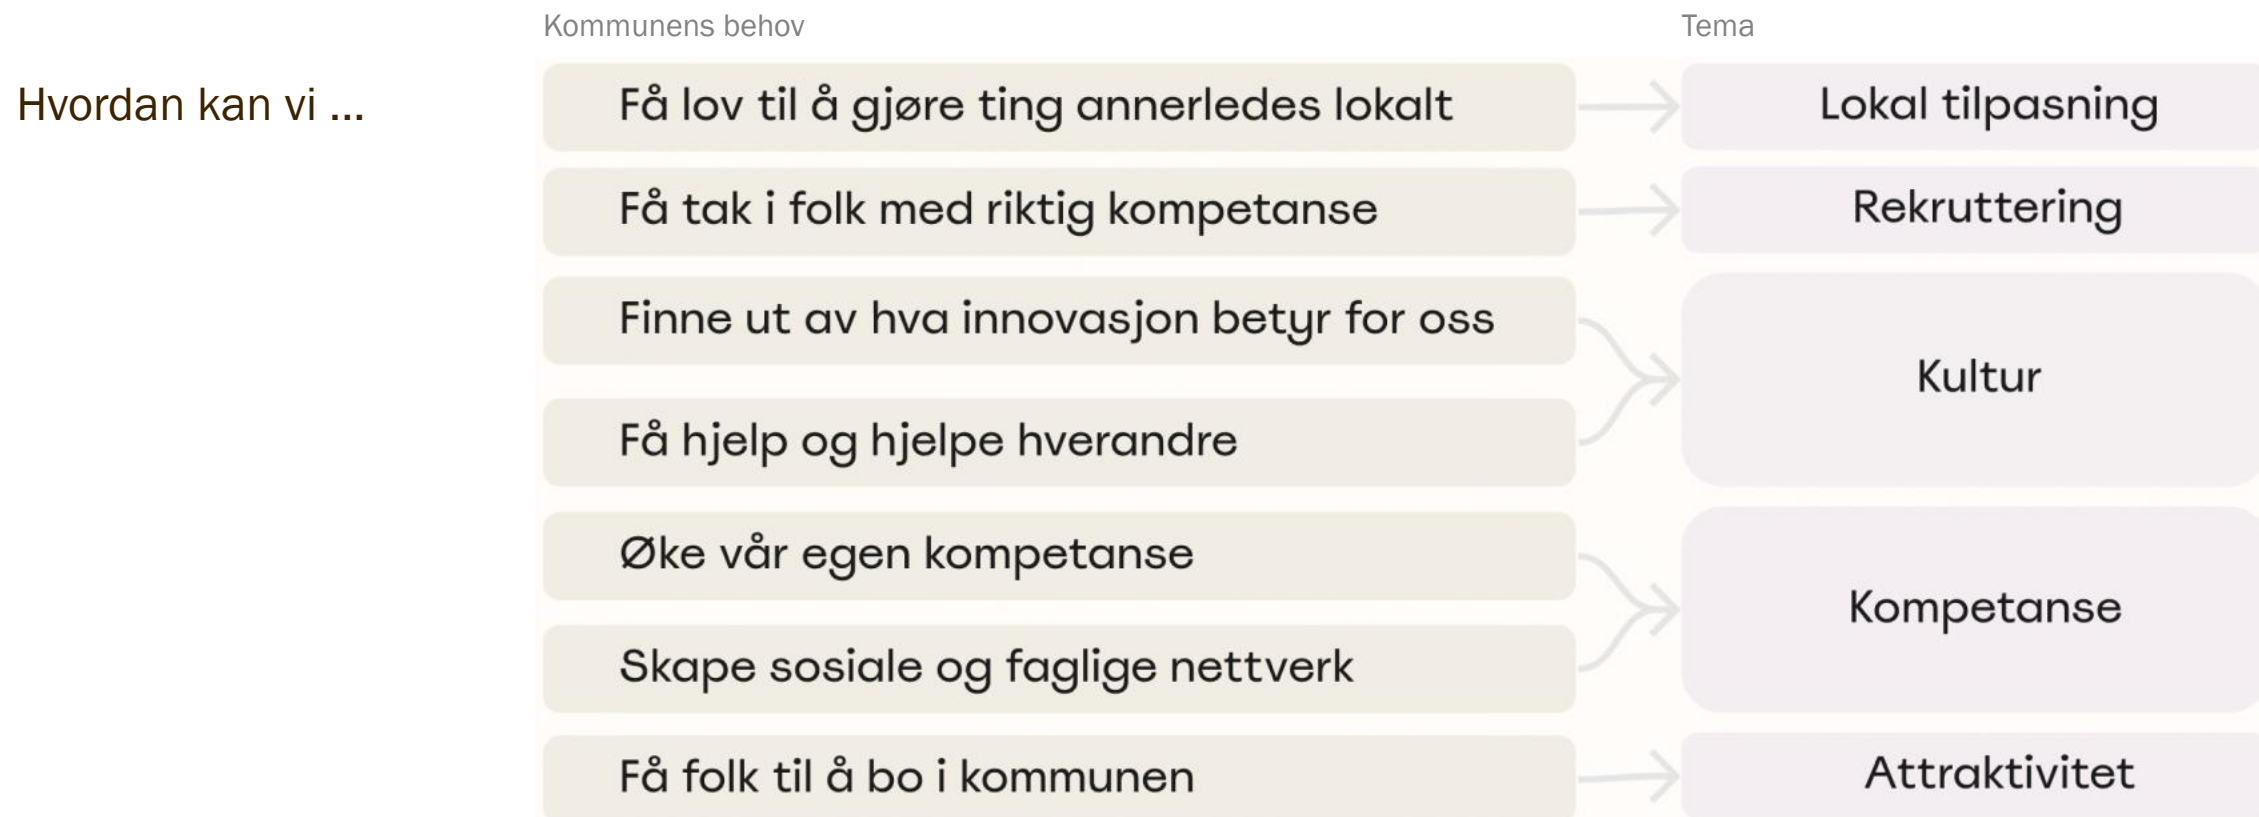 Kommunens behov
Tema
Hvordan kan vi ...
Få lov til å gjøre ting annerledes lokalt
Lokal tilpasning
Få tak i folk med riktig kompetanse
Rekruttering
Finne ut av hva innovasjon betyr for oss
Kultur
Få hjelp og hjelpe hverandre
Øke vår egen kompetanse
Kompetanse
Skape sosiale og faglige nettverk
Få folk til å bo i kommunen
Attraktivitet